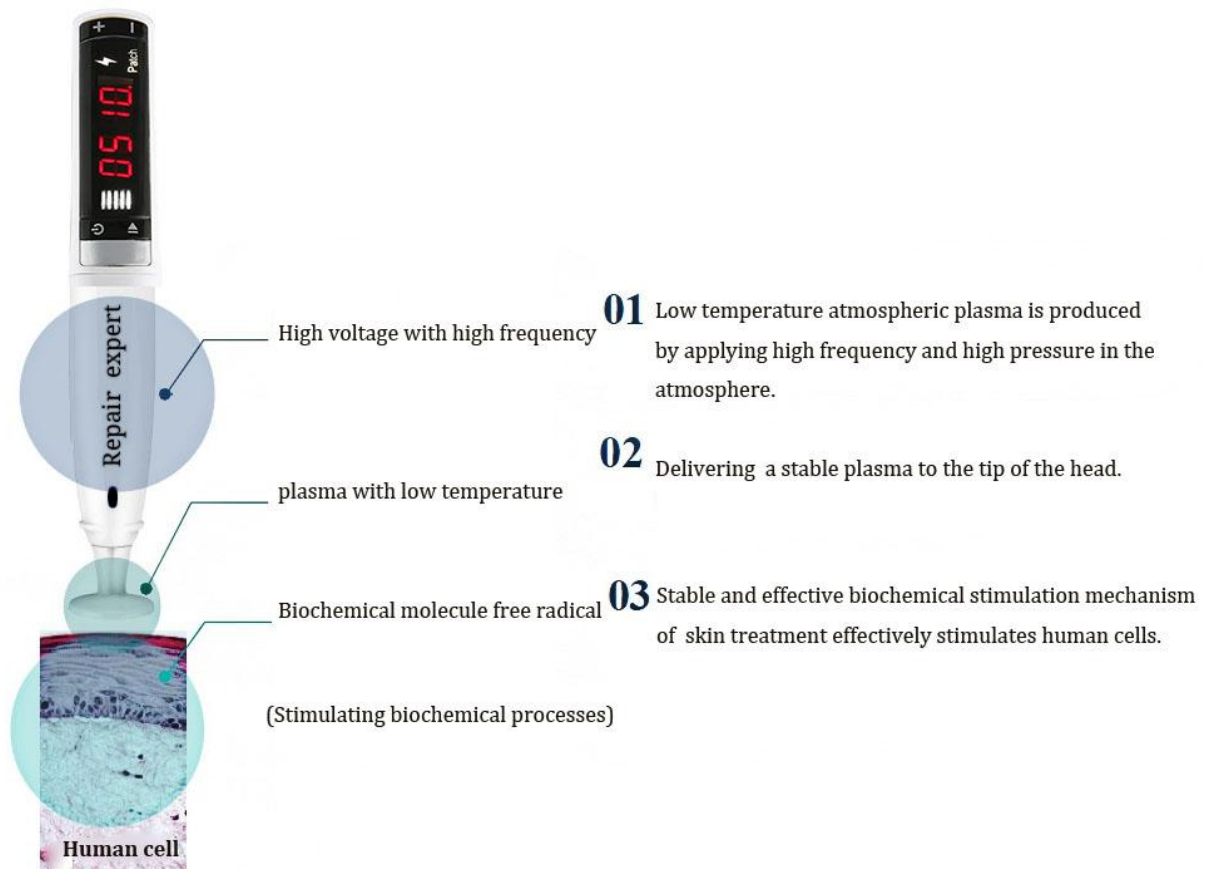 + −
Patch
0510.
Repair expert
High voltage with high frequency
01
Low temperature atmospheric plasma is produced
by applying high frequency and high pressure in the
atmosphere.
plasma with low temperature
02
Delivering a stable plasma to the tip of the head.
Biochemical molecule free radical
03
Stable and effective biochemical stimulation mechanism
of skin treatment effectively stimulates human cells.
(Stimulating biochemical processes)
Human cell